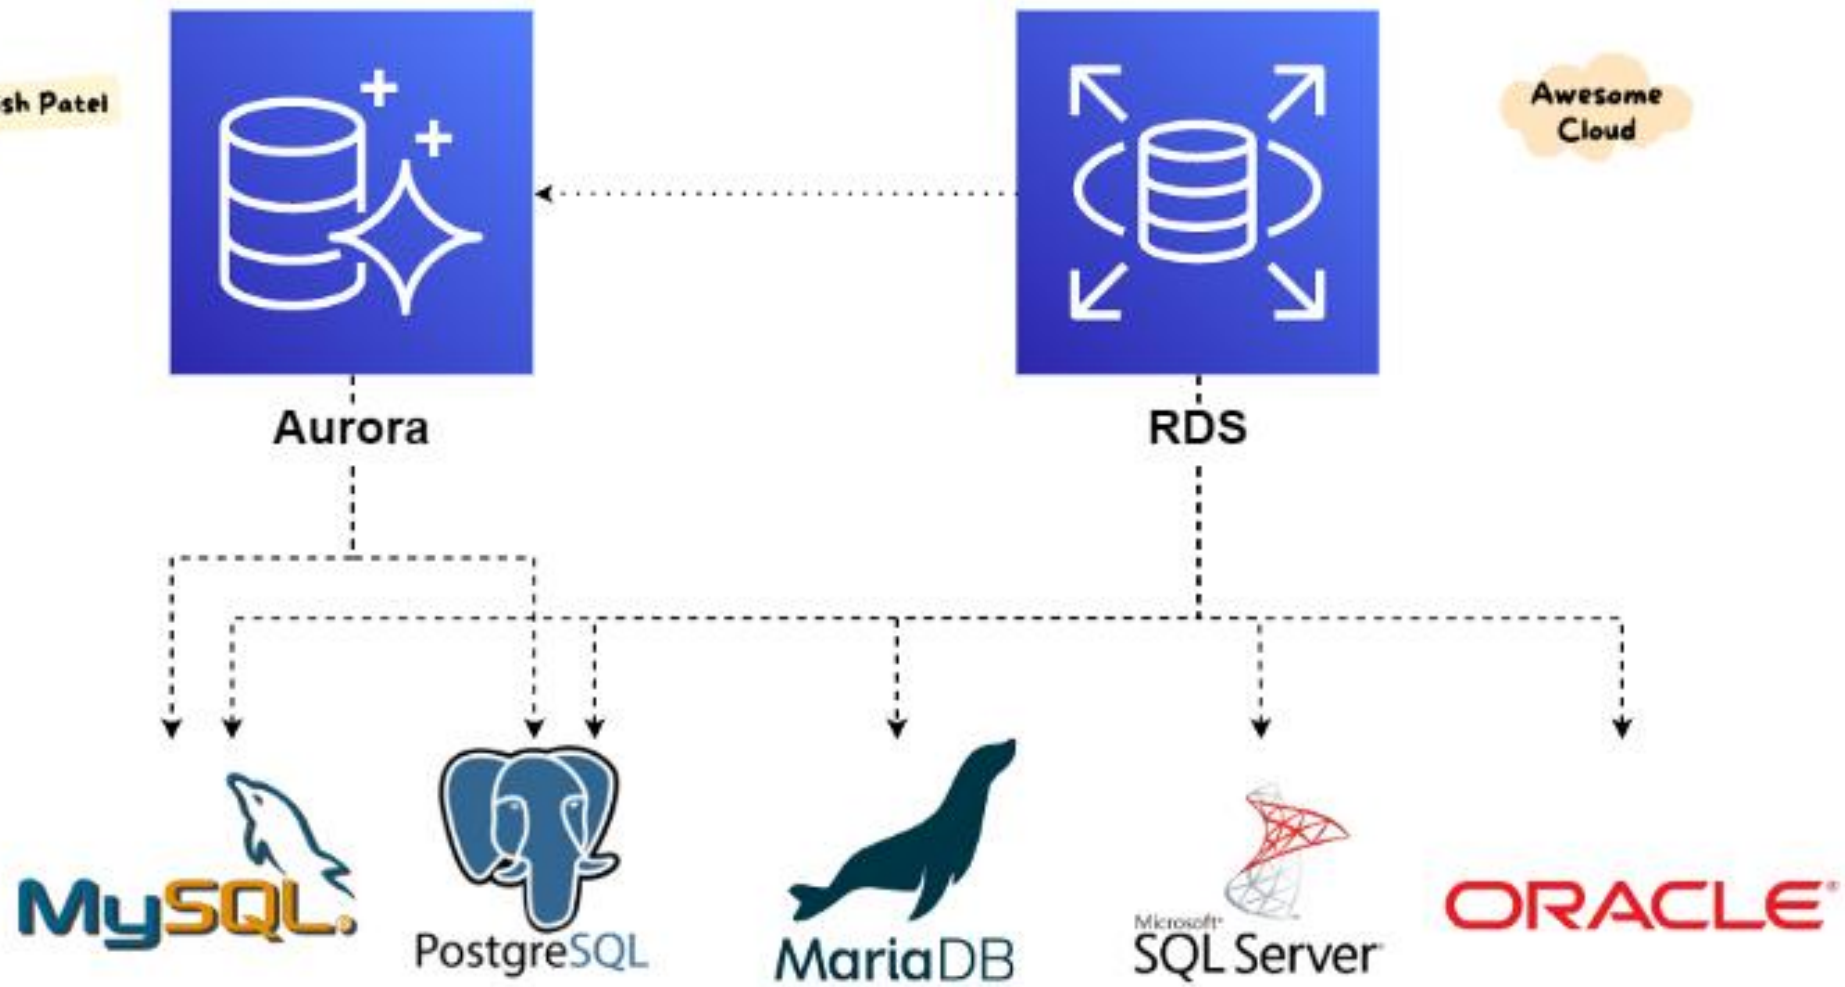 sh Patel
Awesome
Cloud
Aurora
RDS
MySQL®
PostgreSQL
MariaDB
Microsoft®
SQL Server
ORACLE®